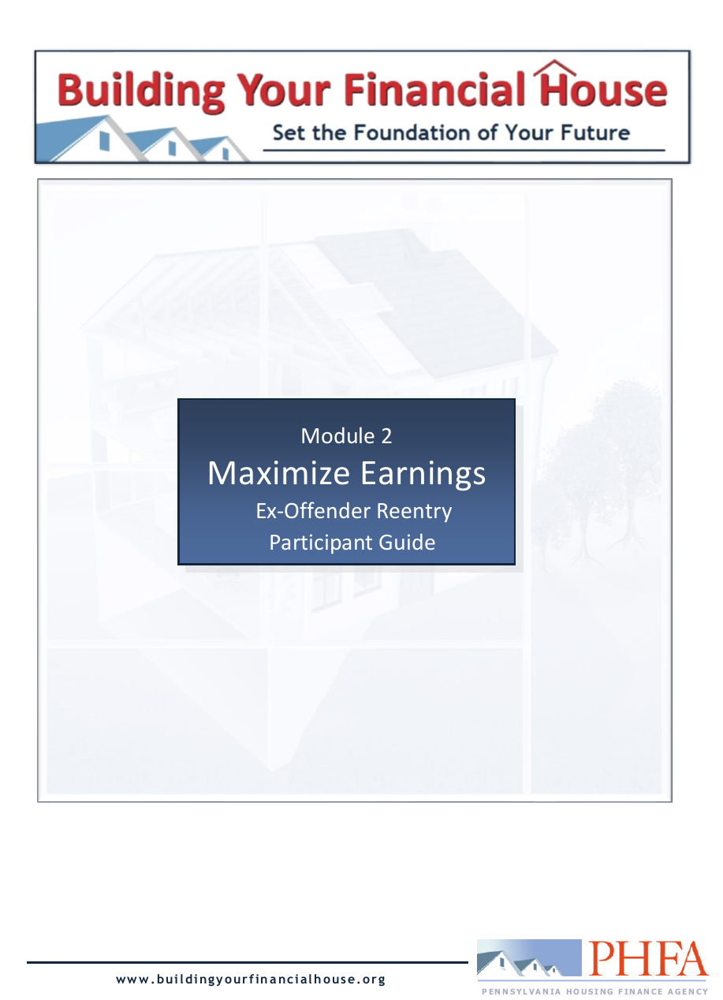 Building Your Financial House
Set the Foundation of Your Future
Module 2
Maximize Earnings
Ex-Offender Reentry
Participant Guide
PHFA
www.buildingyourfinancialhouse.org
PENNSYLVANIA HOUSING FINANCE AGENCY